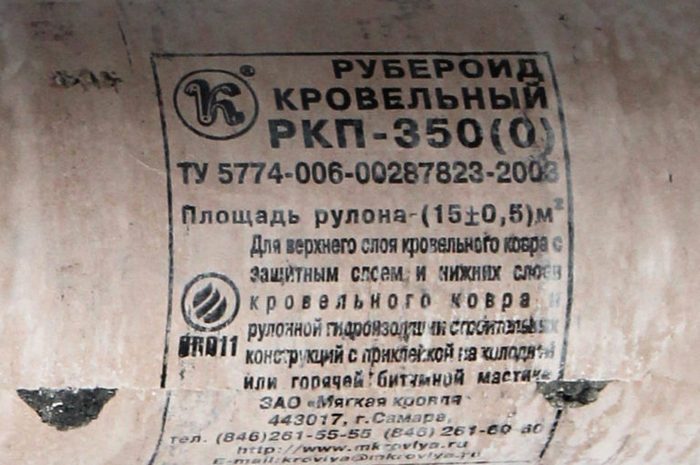 К ®
РУБЕРОИД
КРОВЕЛЬНЫЙ
РКП-350(0)
ТУ 5774-006-00287823-2003
Площадь рулона-(15±0,5)м²
Для верхнего слоя кровельного ковра с
защитным слоем и нижних слоев
кровельного ковра и
рулонной гидроизоляции строительных
конструкций с приклейкой на холодной
или горячей битумной мастике
ЗАО «Мягкая кровля»
443017, г.Самара,
тел. (846)261-55-55 (846) 261-60-60
http://www.mkrovlya.ru
E-mail:krovlya@mkrovlya.ru